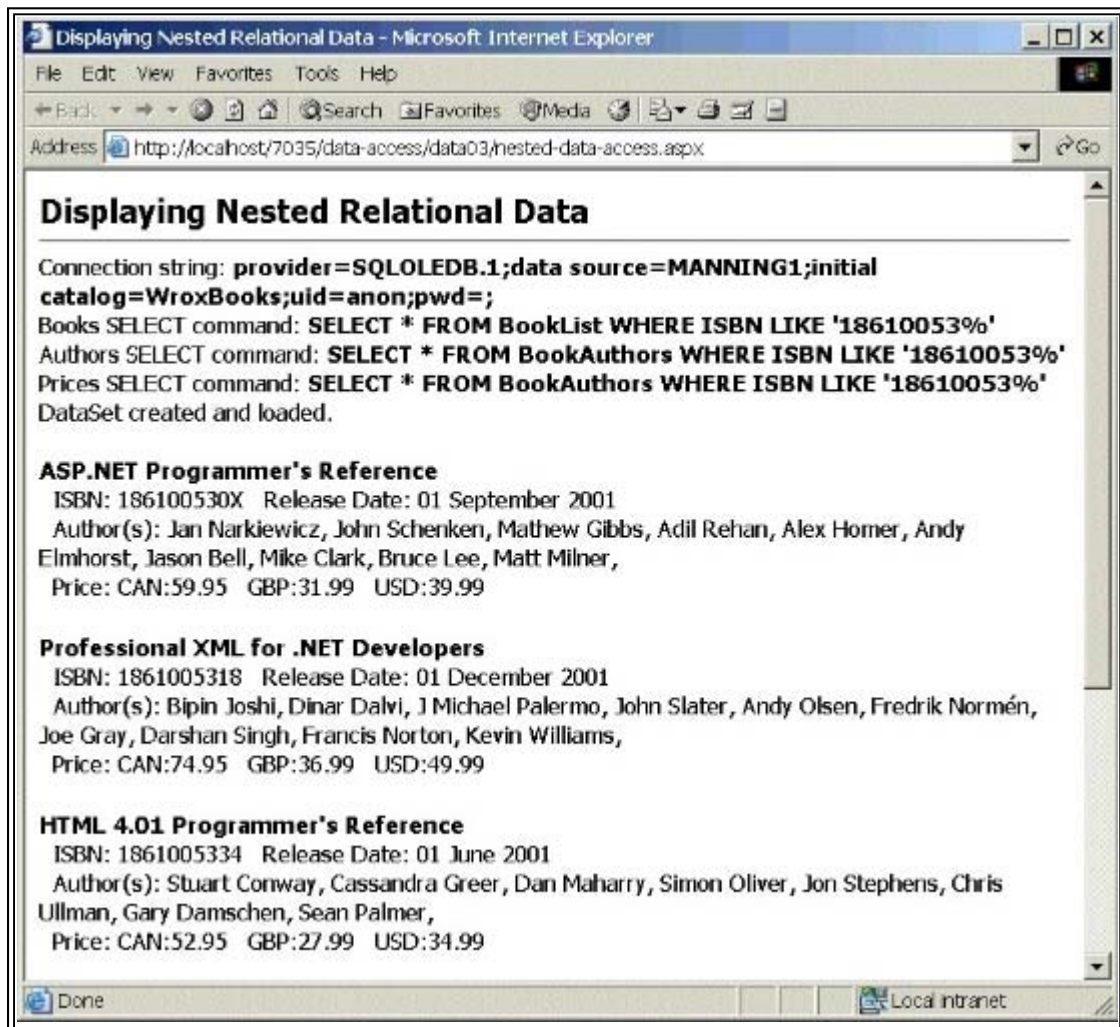 Displaying Nested Relational Data - Microsoft Internet Explorer
File Edit View Favorites Tools Help
Back Search Favorites Media
Address http://localhost/7035/data-access/data03/nested-data-access.aspx Go
Displaying Nested Relational Data
Connection string: provider=SQLOLEDB.1;data source=MANNING1;initial
catalog=WroxBooks;uid=anon;pwd=;
Books SELECT command: SELECT * FROM BookList WHERE ISBN LIKE '18610053%'
Authors SELECT command: SELECT * FROM BookAuthors WHERE ISBN LIKE '18610053%'
Prices SELECT command: SELECT * FROM BookAuthors WHERE ISBN LIKE '18610053%'
DataSet created and loaded.
ASP.NET Programmer's Reference
ISBN: 186100530X Release Date: 01 September 2001
Author(s): Jan Narkiewicz, John Schenken, Mathew Gibbs, Adil Rehan, Alex Homer, Andy
Elmhorst, Jason Bell, Mike Clark, Bruce Lee, Matt Milner,
Price: CAN:59.95 GBP:31.99 USD:39.99
Professional XML for .NET Developers
ISBN: 1861005318 Release Date: 01 December 2001
Author(s): Bipin Joshi, Dinar Dalvi, J Michael Palermo, John Slater, Andy Olsen, Fredrik Normén,
Joe Gray, Darshan Singh, Francis Norton, Kevin Williams,
Price: CAN:74.95 GBP:36.99 USD:49.99
HTML 4.01 Programmer's Reference
ISBN: 1861005334 Release Date: 01 June 2001
Author(s): Stuart Conway, Cassandra Greer, Dan Maharry, Simon Oliver, Jon Stephens, Chris
Ullman, Gary Damschen, Sean Palmer,
Price: CAN:52.95 GBP:27.99 USD:34.99
Done Local intranet